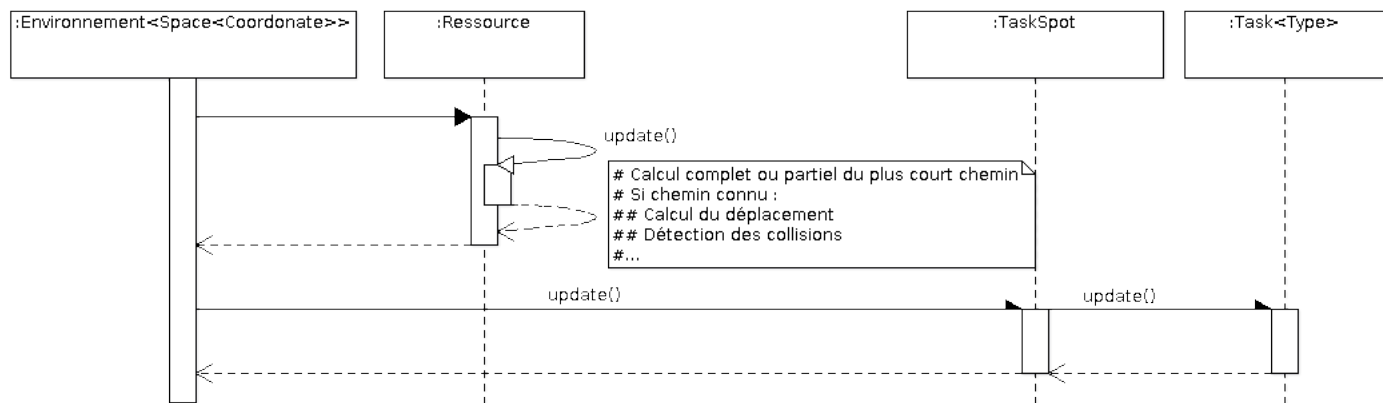 :Environnement<Space<Coordonate>>
:Ressource
:TaskSpot
:Task<Type>
update()
# Calcul complet ou partiel du plus court chemin
# Si chemin connu :
## Calcul du déplacement
## Détection des collisions
#...
update()
update()